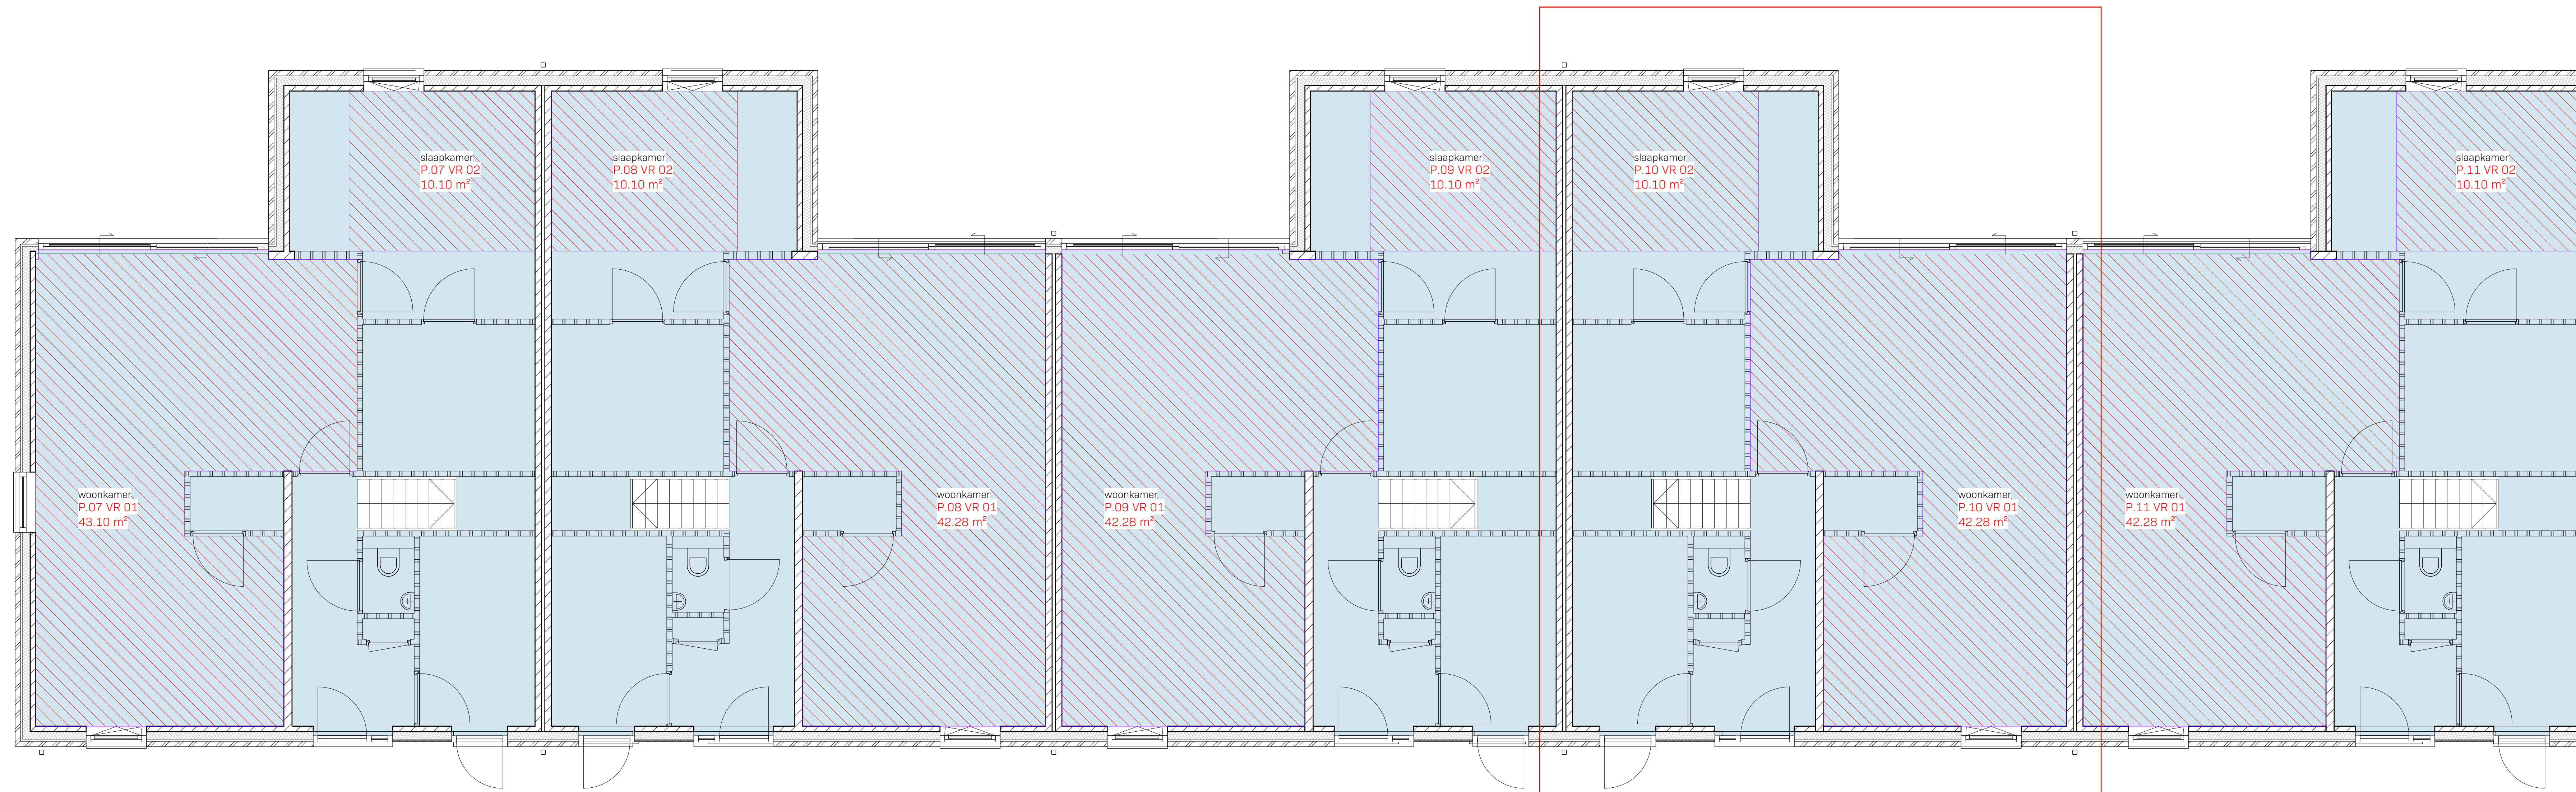 slaapkamer
P.07 VR 02
10.10 m²
slaapkamer
P.08 VR 02
10.10 m²
slaapkamer
P.09 VR 02
10.10 m²
slaapkamer
P.10 VR 02
10.10 m²
slaapkamer
P.11 VR 02
10.10 m²
woonkamer
P.07 VR 01
43.10 m²
woonkamer
P.08 VR 01
42.28 m²
woonkamer
P.09 VR 01
42.28 m²
woonkamer
P.10 VR 01
42.28 m²
woonkamer
P.11 VR 01
42.28 m²